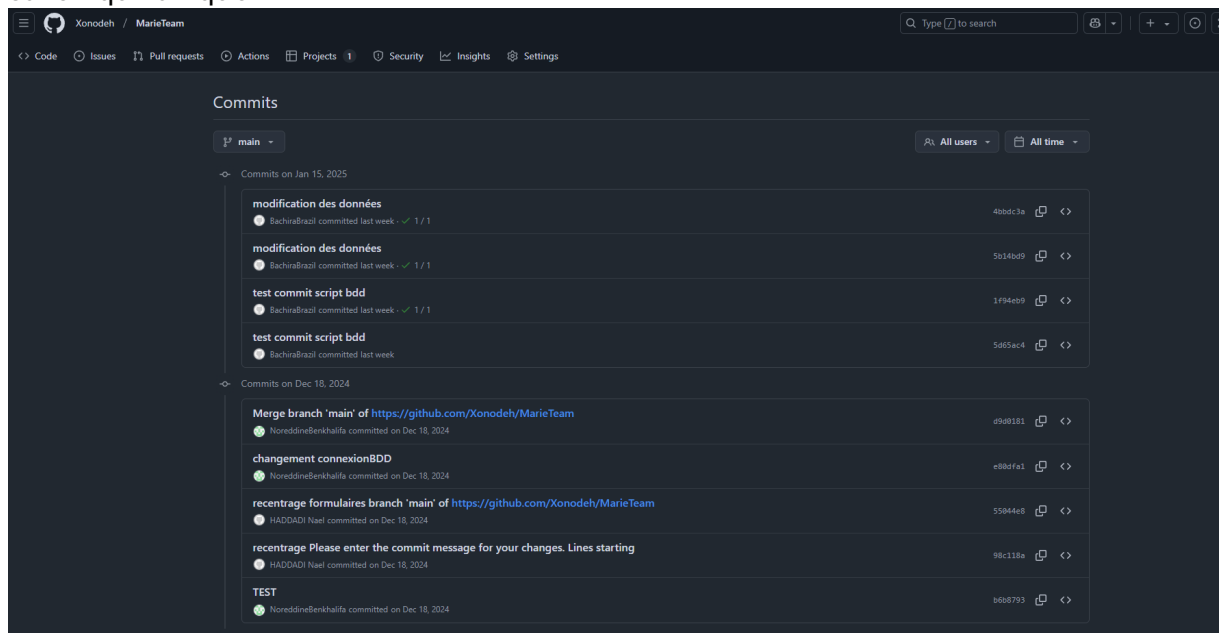 Xonodeh / MarieTeam
Type / to search
Code Issues Pull requests Actions Projects 1 Security Insights Settings
Commits
main
All users All time
Commits on Jan 15, 2025
modification des données
BachiraBrazil committed last week · ✓ 1 / 1
4bbdc3a
modification des données
BachiraBrazil committed last week · ✓ 1 / 1
5b14bd9
test commit script bdd
BachiraBrazil committed last week · ✓ 1 / 1
1f94eb9
test commit script bdd
BachiraBrazil committed last week
5d65ac4
Commits on Dec 18, 2024
Merge branch 'main' of https://github.com/Xonodeh/MarieTeam
NoreddineBenkhalifa committed on Dec 18, 2024
d9d0181
changement connexionBDD
NoreddineBenkhalifa committed on Dec 18, 2024
e80dfa1
recentrage formulaires branch 'main' of https://github.com/Xonodeh/MarieTeam
HADDADI Nael committed on Dec 18, 2024
55044e8
recentrage Please enter the commit message for your changes. Lines starting
HADDADI Nael committed on Dec 18, 2024
98c118a
TEST
NoreddineBenkhalifa committed on Dec 18, 2024
b6b8793